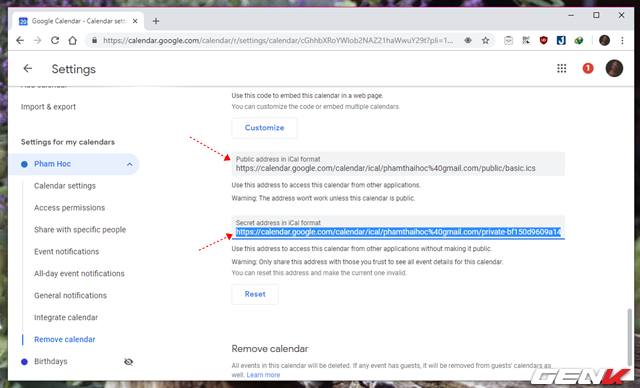 Google Calendar - Calendar sett
https://calendar.google.com/calendar/r/settings/calendar/cGhhbXRoYWlob2NAZ21haWwuY29t?pli=1...
Settings
1
Import & export
Settings for my calendars
Pham Hoc
Calendar settings
Access permissions
Share with specific people
Event notifications
All-day event notifications
General notifications
Integrate calendar
Remove calendar
Birthdays
Use this code to embed this calendar in a web page.
You can customize the code or embed multiple calendars.
Customize
Public address in iCal format
https://calendar.google.com/calendar/ical/phamthaihoc%40gmail.com/public/basic.ics
Use this address to access this calendar from other applications.
Warning: The address won't work unless this calendar is public.
Secret address in iCal format
https://calendar.google.com/calendar/ical/phamthaihoc%40gmail.com/private-bf150d9609a14
Use this address to access this calendar from other applications without making it public.
Warning: Only share this address with those you trust to see all event details for this calendar.
You can reset this address and make the current one invalid.
Reset
Remove calendar
All events in this calendar will be deleted. If any event has guests, it will be removed from guests' calendars as
well. Learn more
GENK